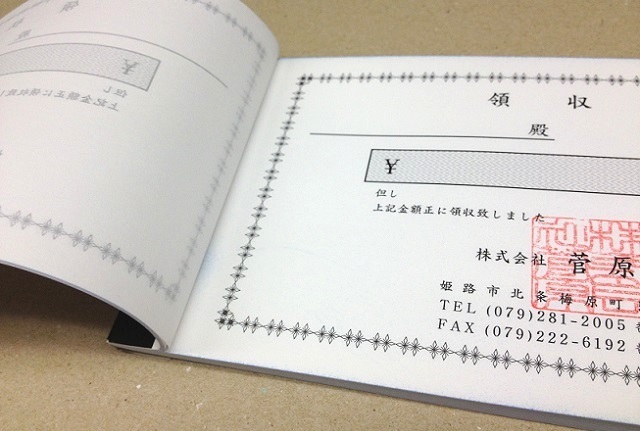 領 収
殿
¥
但し
上記金額正に領収致しました
株式会社 菅 原
姫路市北条梅原町
TEL (079)281-2005
FAX (079)222-6192